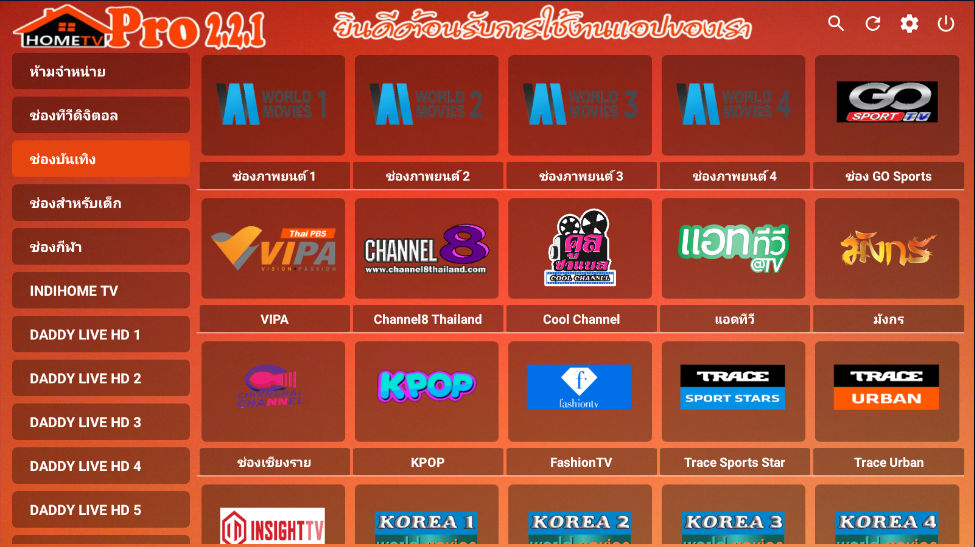 HOMETV Pro 2.2.1 ยินดีต้อนรับการใช้งานแอปของเรา
ห้ามจำหน่าย
ช่องทีวีดิจิตอล
ช่องบันเทิง
ช่องสำหรับเด็ก
ช่องกีฬา
INDIHOME TV
DADDY LIVE HD 1
DADDY LIVE HD 2
DADDY LIVE HD 3
DADDY LIVE HD 4
DADDY LIVE HD 5
WORLD MOVIES 1
WORLD MOVIES 2
WORLD MOVIES 3
WORLD MOVIES 4
GO SPORT TV
ช่องภาพยนต์ 1
ช่องภาพยนต์ 2
ช่องภาพยนต์ 3
ช่องภาพยนต์ 4
ช่อง GO Sports
Thai PBS
VIPA
VISION PASSION
CHANNEL 8
www.channel8thailand.com
คูล
ชาแนล
COOL CHANNEL
แอททีวี
@TV
มังกร
VIPA
Channel8 Thailand
Cool Channel
แอดทีวี
มังกร
CHANNEL
KPOP
f
fashiontv
TRACE
SPORT STARS
TRACE
URBAN
ช่องเชียงราย
KPOP
FashionTV
Trace Sports Star
Trace Urban
INSIGHT TV
KOREA 1
KOREA 2
KOREA 3
KOREA 4